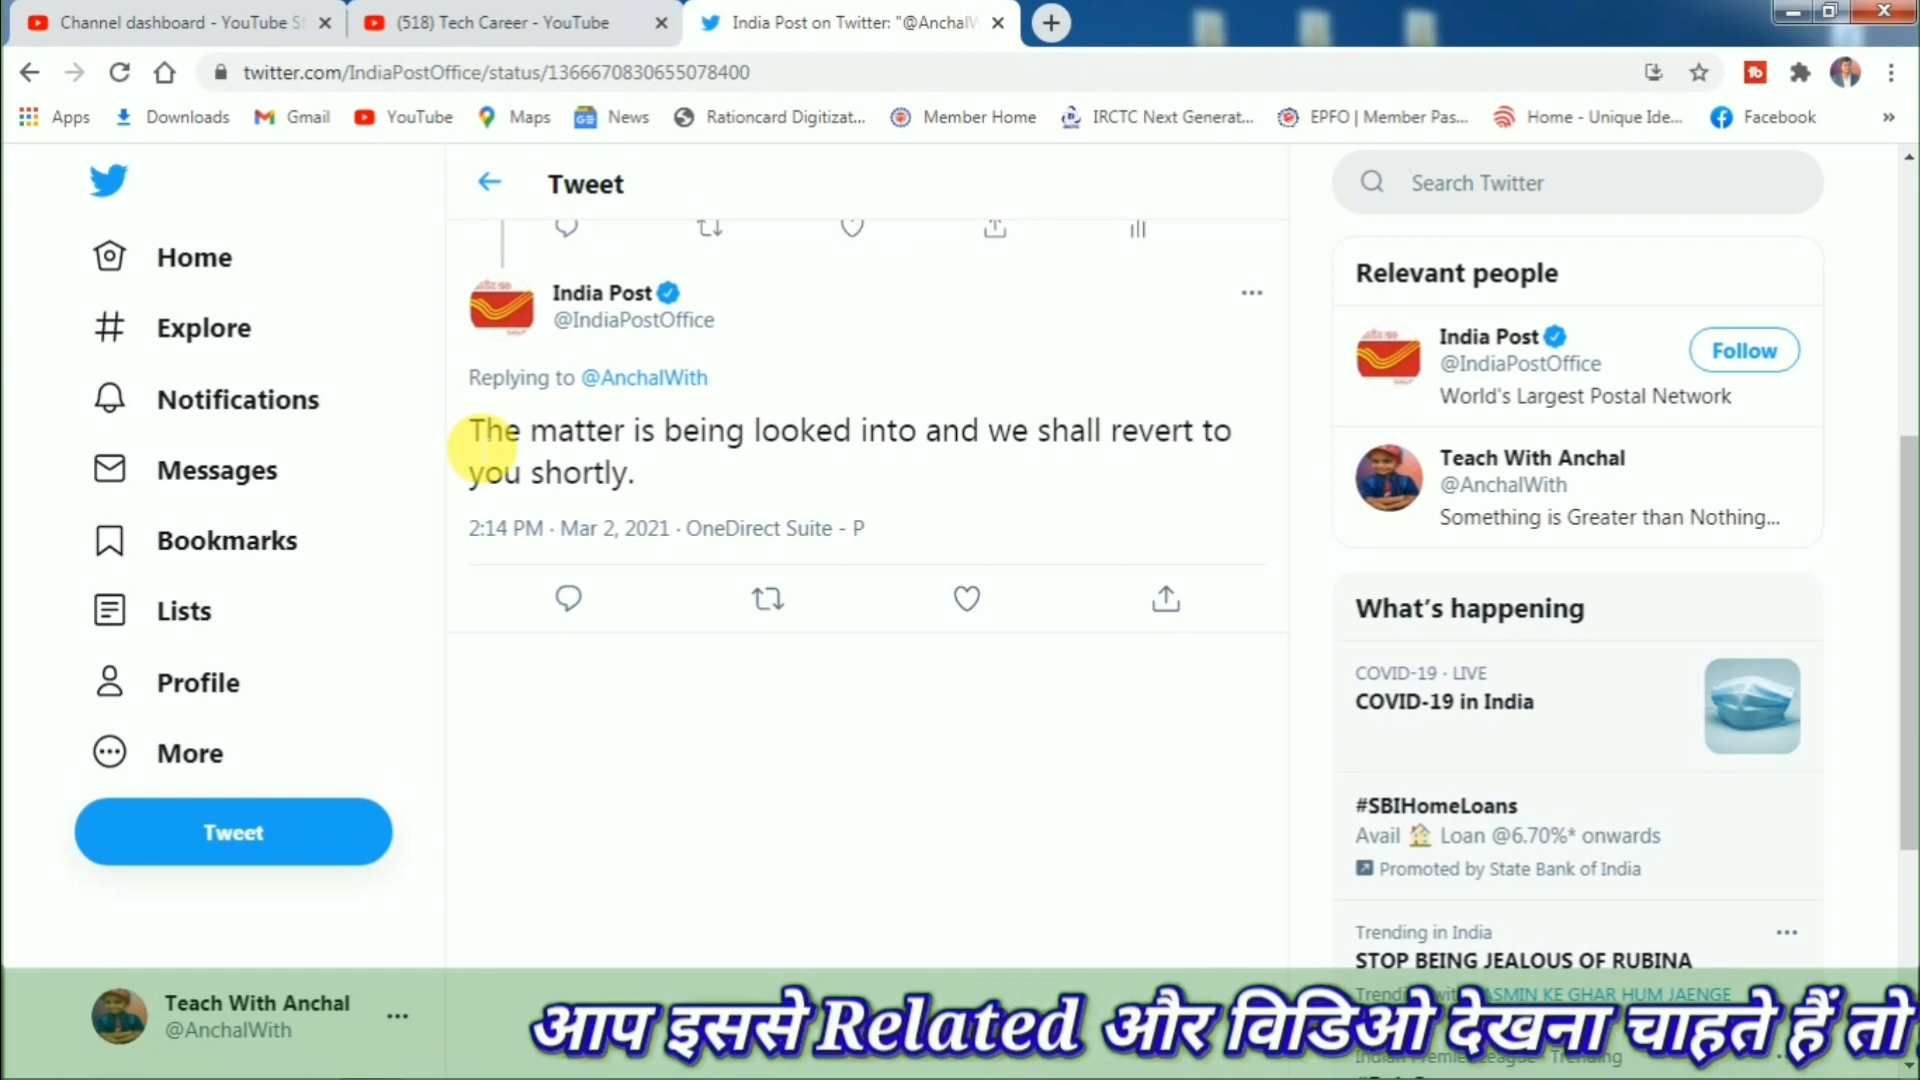 Channel dashboard - YouTube St
(518) Tech Career - YouTube
India Post on Twitter: "@AnchalW
twitter.com/IndiaPostOffice/status/1366670830655078400
Apps
Downloads
Gmail
YouTube
Maps
News
Rationcard Digitizat...
Member Home
IRCTC Next Generat...
EPFO | Member Pas...
Home - Unique Ide...
Facebook
Home
Explore
Notifications
Messages
Bookmarks
Lists
Profile
More
Tweet
Teach With Anchal
@AnchalWith
Tweet
India Post
@IndiaPostOffice
Replying to @AnchalWith
The matter is being looked into and we shall revert to
you shortly.
2:14 PM · Mar 2, 2021 · OneDirect Suite - P
Search Twitter
Relevant people
India Post
@IndiaPostOffice
Follow
World's Largest Postal Network
Teach With Anchal
@AnchalWith
Something is Greater than Nothing...
What's happening
COVID-19 · LIVE
COVID-19 in India
#SBIHomeLoans
Avail 🏠 Loan @6.70%* onwards
Promoted by State Bank of India
Trending in India
STOP BEING JEALOUS OF RUBINA
JASMIN KE GHAR HUM JAENGE
आप इससे Related और विडिओ देखना चाहते हैं तो